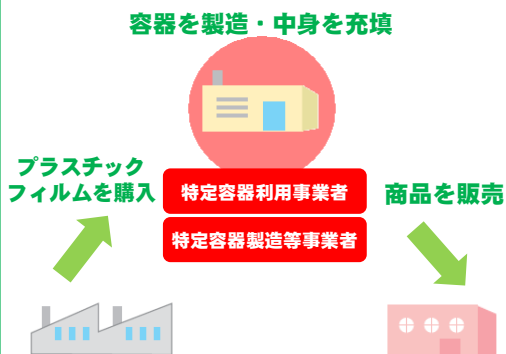 容器を製造・中身を充填
プラスチック
フィルムを購入
特定容器利用事業者
商品を販売
特定容器製造等事業者